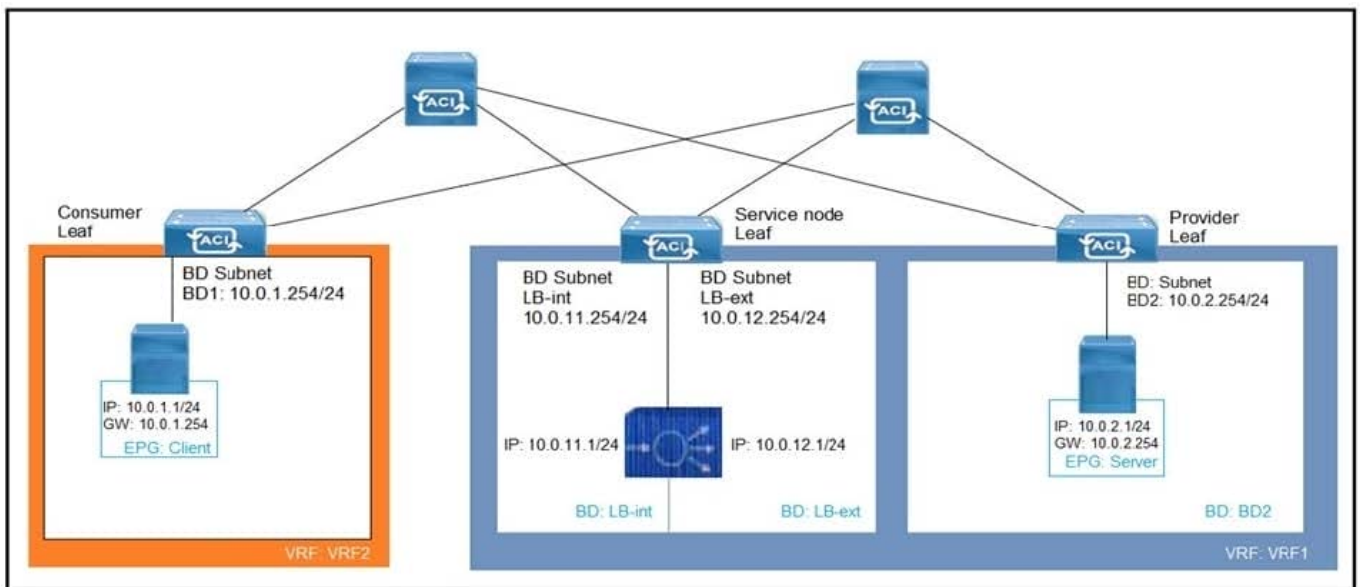 ACI
ACI
Consumer
Leaf
ACI
Service node
Leaf
ACI
Provider
Leaf
ACI
BD Subnet
BD1: 10.0.1.254/24
BD Subnet
LB-int
10.0.11.254/24
BD Subnet
LB-ext
10.0.12.254/24
BD: Subnet
BD2: 10.0.2.254/24
IP: 10.0.1.1/24
GW: 10.0.1.254
EPG: Client
IP: 10.0.11.1/24
IP: 10.0.12.1/24
IP: 10.0.2.1/24
GW: 10.0.2.254
EPG: Server
BD: LB-int
BD: LB-ext
BD: BD2
VRF: VRF2
VRF: VRF1